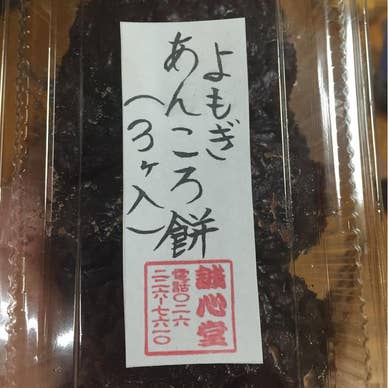 よもぎ
あんころ餅
(3ヶ入)
誠心堂
電話〇二六
二二六-七六一〇